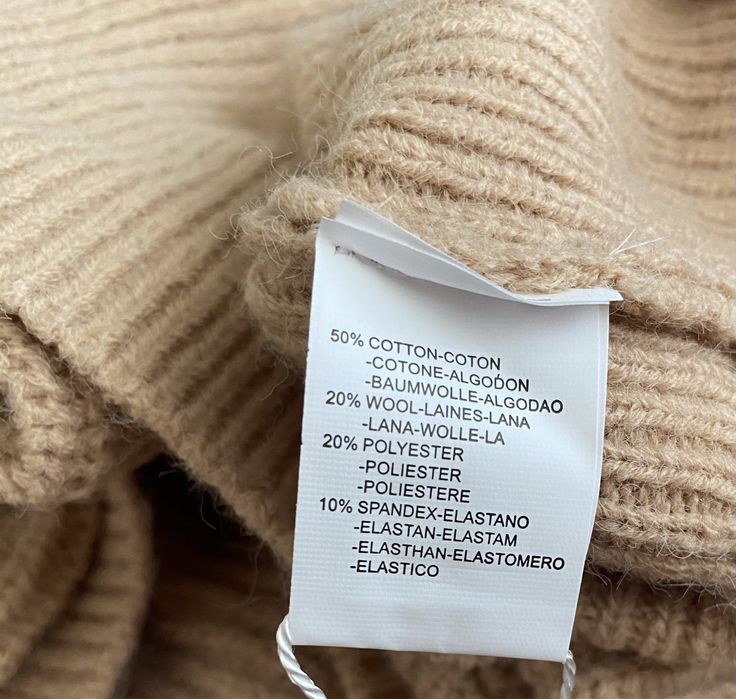 50% COTTON-COTON
-COTONE-ALGODON
-BAUMWOLLE-ALGODAO
20% WOOL-LAINES-LANA
-LANA-WOLLE-LA
20% POLYESTER
-POLIESTER
-POLIESTERE
10% SPANDEX-ELASTANO
-ELASTAN-ELASTAM
-ELASTHAN-ELASTOMERO
-ELASTICO